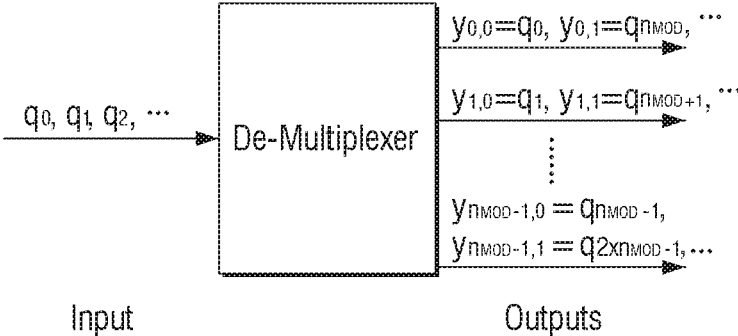 y0,0=q0, y0,1=qnMOD, ...
q0, q1, q2, ...
De-Multiplexer
y1,0=q1, y1,1=qnMOD+1, ...
ynMOD-1,0 = qnMOD-1,
ynMOD-1,1 = q2xnMOD-1, ...
Input
Outputs